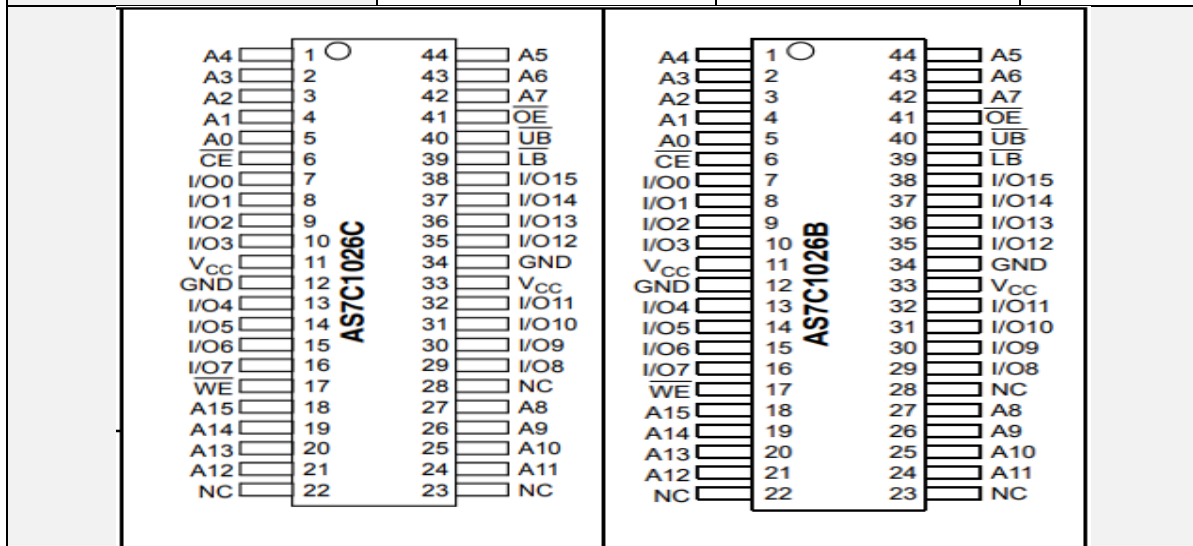 A4 1 44 A5
A3 2 43 A6
A2 3 42 A7
A1 4 41 OE
A0 5 40 UB
CE 6 39 LB
I/O0 7 38 I/O15
I/O1 8 37 I/O14
I/O2 9 36 I/O13
I/O3 10 35 I/O12
VCC 11 34 GND
GND 12 33 VCC
I/O4 13 32 I/O11
I/O5 14 31 I/O10
I/O6 15 30 I/O9
I/O7 16 29 I/O8
WE 17 28 NC
A15 18 27 A8
A14 19 26 A9
A13 20 25 A10
A12 21 24 A11
NC 22 23 NC
AS7C1026C
A4 1 44 A5
A3 2 43 A6
A2 3 42 A7
A1 4 41 OE
A0 5 40 UB
CE 6 39 LB
I/O0 7 38 I/O15
I/O1 8 37 I/O14
I/O2 9 36 I/O13
I/O3 10 35 I/O12
VCC 11 34 GND
GND 12 33 VCC
I/O4 13 32 I/O11
I/O5 14 31 I/O10
I/O6 15 30 I/O9
I/O7 16 29 I/O8
WE 17 28 NC
A15 18 27 A8
A14 19 26 A9
A13 20 25 A10
A12 21 24 A11
NC 22 23 NC
AS7C1026B